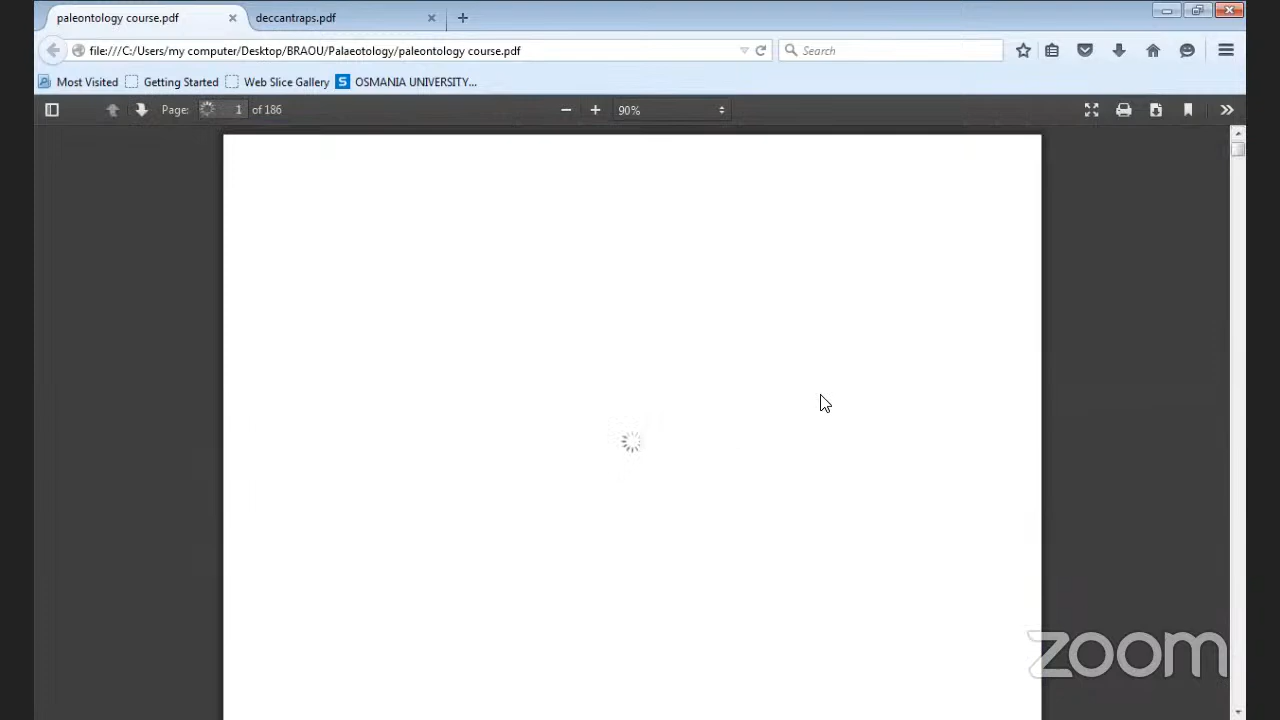 paleontology course.pdf
deccantraps.pdf
file:///C:/Users/my computer/Desktop/BRAOU/Palaeotology/paleontology course.pdf
Search
Most Visited
Getting Started
Web Slice Gallery
S
OSMANIA UNIVERSITY...
Page:
1
of 186
90%
zoom